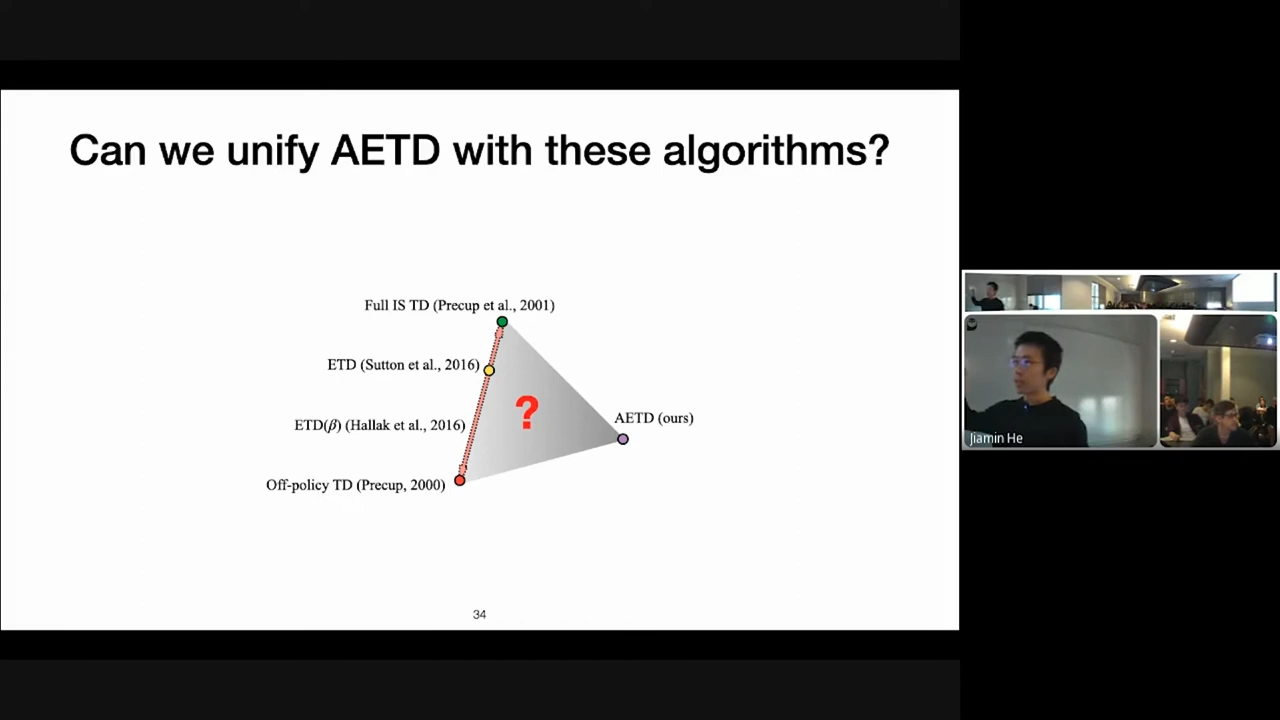 Can we unify AETD with these algorithms?
Full IS TD (Precup et al., 2001)
ETD (Sutton et al., 2016)
?
AETD (ours)
ETD(β) (Hallak et al., 2016)
Off-policy TD (Precup, 2000)
34
Jiamin He